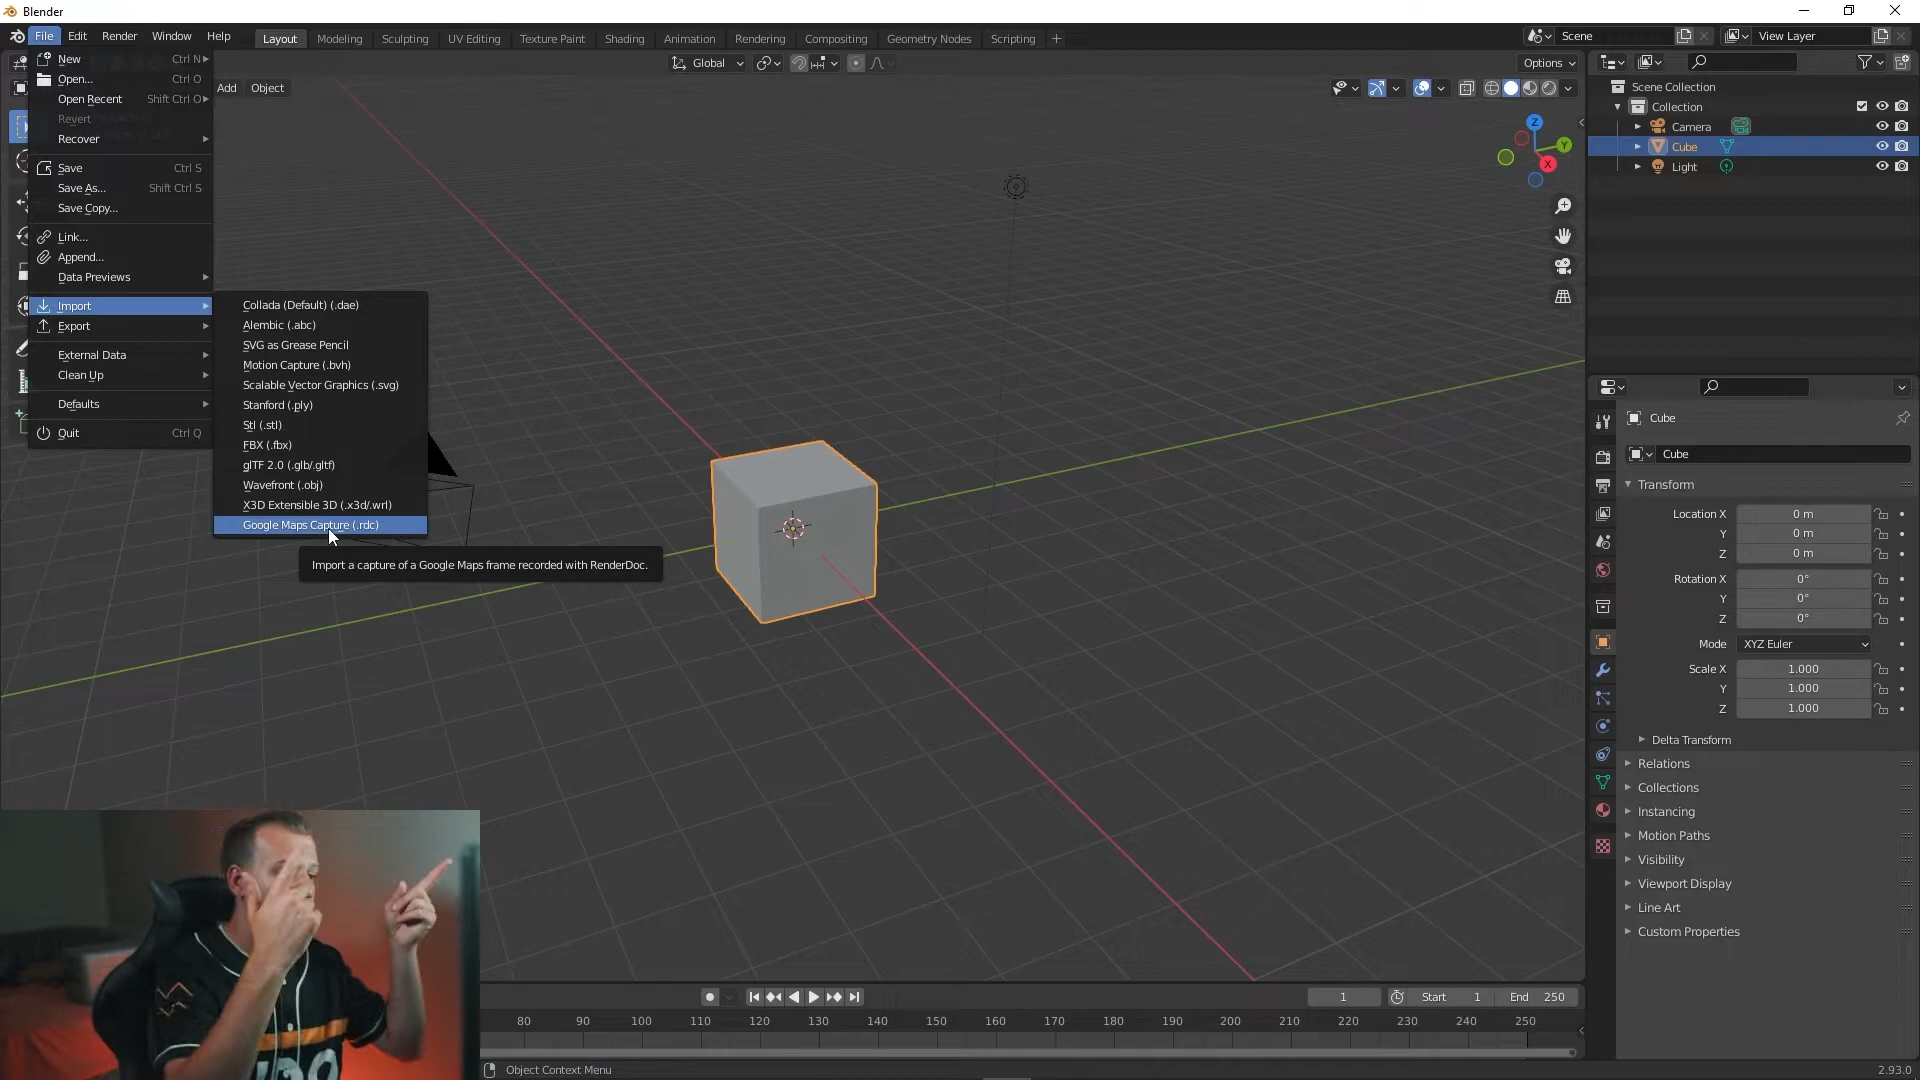 Blender
File Edit Render Window Help
Layout Modeling Sculpting UV Editing Texture Paint Shading Animation Rendering Compositing Geometry Nodes Scripting +
Scene
View Layer
Global
Options
Add Object
New Ctrl N
Open... Ctrl O
Open Recent Shift Ctrl O
Revert
Recover
Save Ctrl S
Save As... Shift Ctrl S
Save Copy...
Link...
Append...
Data Previews
Import
Export
External Data
Clean Up
Defaults
Quit Ctrl Q
Collada (Default) (.dae)
Alembic (.abc)
SVG as Grease Pencil
Motion Capture (.bvh)
Scalable Vector Graphics (.svg)
Stanford (.ply)
Stl (.stl)
FBX (.fbx)
glTF 2.0 (.glb/.gltf)
Wavefront (.obj)
X3D Extensible 3D (.x3d/.wrl)
Google Maps Capture (.rdc)
Import a capture of a Google Maps frame recorded with RenderDoc.
Z
Y
X
Scene Collection
Collection
Camera
Cube
Light
Cube
Cube
Transform
Location X 0 m
Y 0 m
Z 0 m
Rotation X 0°
Y 0°
Z 0°
Mode XYZ Euler
Scale X 1.000
Y 1.000
Z 1.000
Delta Transform
Relations
Collections
Instancing
Motion Paths
Visibility
Viewport Display
Line Art
Custom Properties
1 Start 1 End 250
80 90 100 110 120 130 140 150 160 170 180 190 200 210 220 230 240 250
Object Context Menu
2.93.0